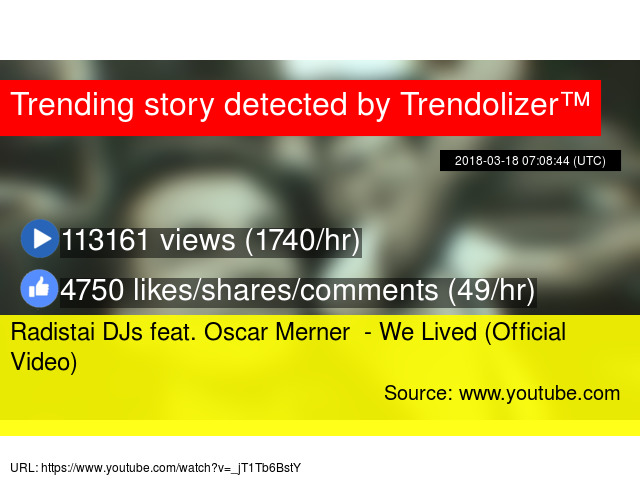 Trending story detected by Trendolizer™
2018-03-18 07:08:44 (UTC)
113161 views (1740/hr)
4750 likes/shares/comments (49/hr)
Radistai DJs feat. Oscar Merner  - We Lived (Official
Video)
Source: www.youtube.com
URL: https://www.youtube.com/watch?v=_jT1Tb6BstY